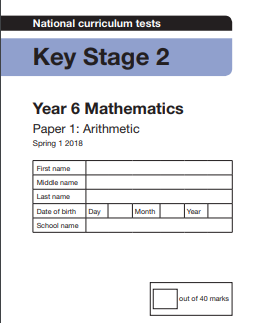 National curriculum tests
Key Stage 2
Year 6 Mathematics
Paper 1: Arithmetic
Spring 1 2018
First name
Middle name
Last name
Date of birth Day Month Year
School name
out of 40 marks